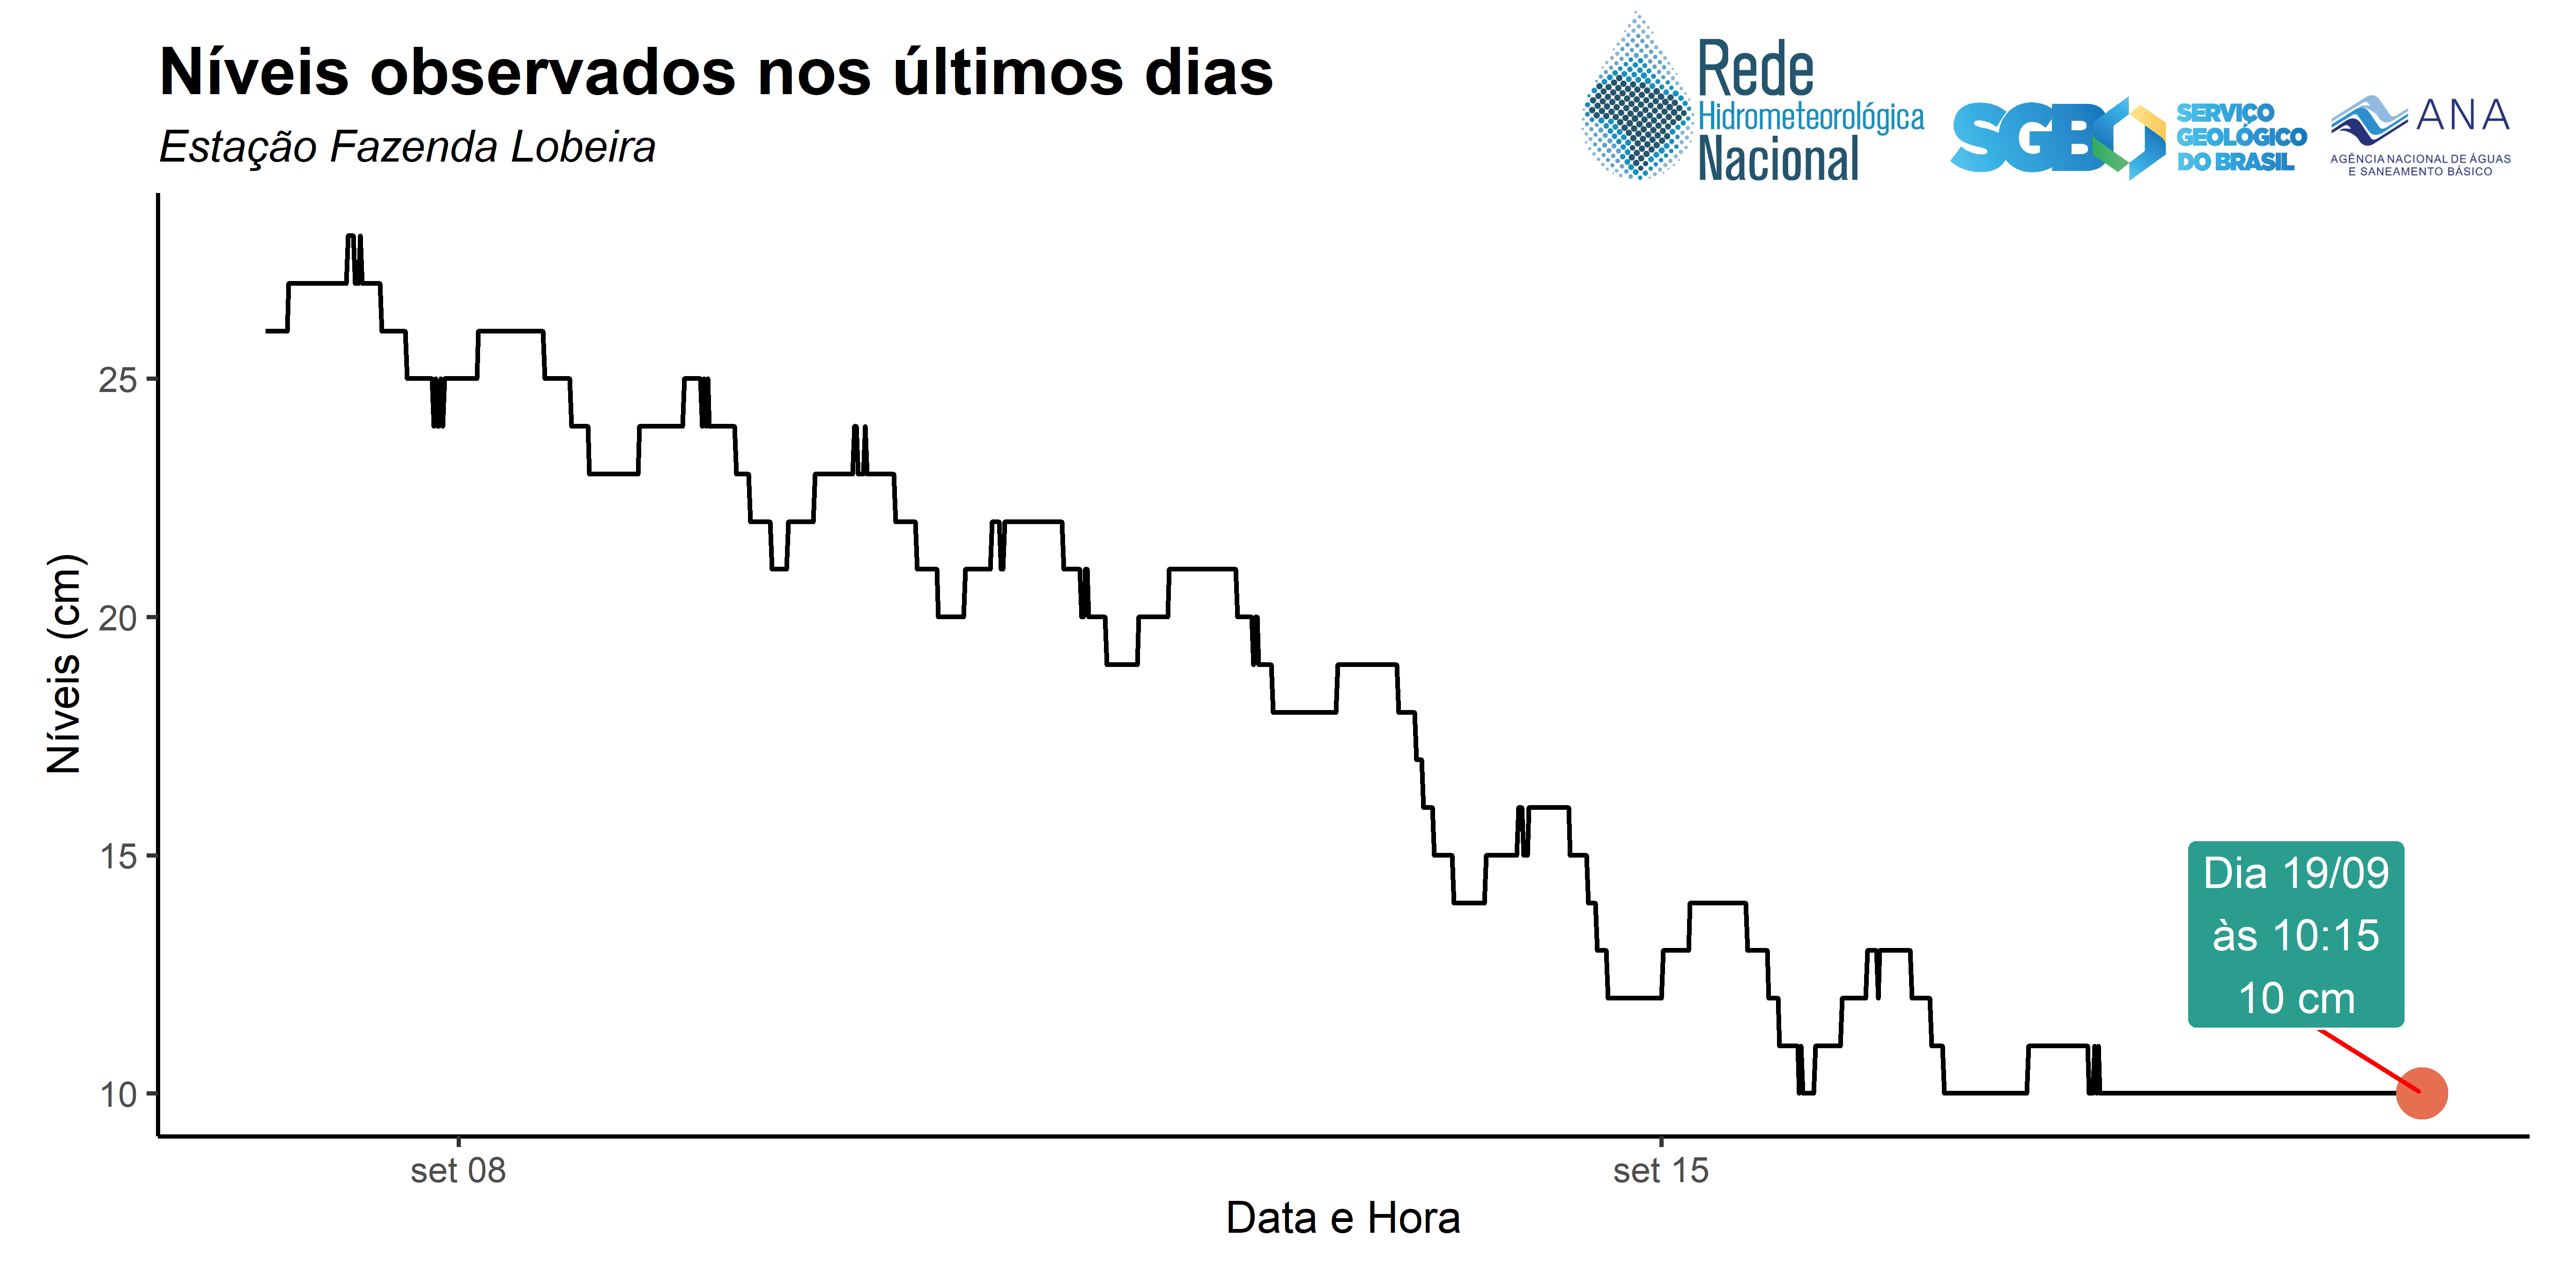 Níveis observados nos últimos dias
Estação Fazenda Lobeira
Rede
Hidrometeorológica
Nacional
SGB
SERVIÇO
GEOLÓGICO
DO BRASIL
ANA
AGÊNCIA NACIONAL DE ÁGUAS
E SANEAMENTO BÁSICO
Níveis (cm)
25
20
15
10
Dia 19/09
às 10:15
10 cm
set 08
set 15
Data e Hora